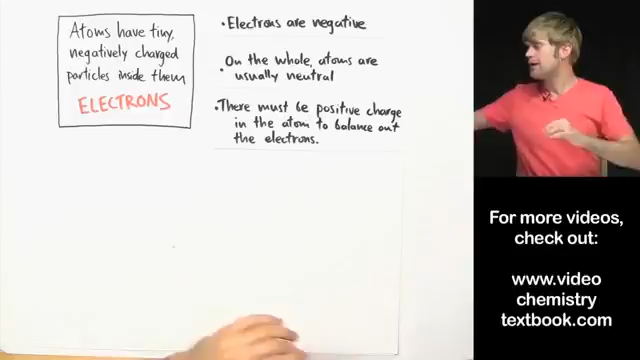 Atoms have tiny,
negatively charged
particles inside them
ELECTRONS
• Electrons are negative
• On the whole, atoms are
usually neutral
• There must be positive charge
in the atom to balance out
the electrons.
For more videos,
check out:
www.video
chemistry
textbook.com